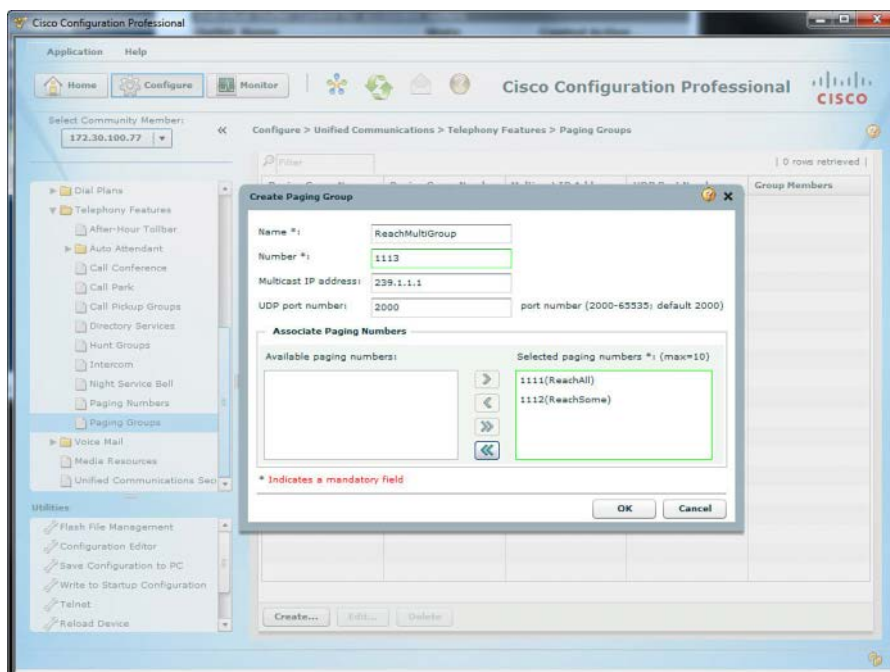 Cisco Configuration Professional
Application Help
Home Configure Monitor
Cisco Configuration Professional
CISCO
Select Community Member:
172.30.100.77
Configure > Unified Communications > Telephony Features > Paging Groups
Filter
| 0 rows retrieved |
Group Members
Dial Plans
Telephony Features
After-Hour Tollbar
Auto Attendant
Call Conference
Call Park
Call Pickup Groups
Directory Services
Hunt Groups
Intercom
Night Service Bell
Paging Numbers
Paging Groups
Voice Mail
Media Resources
Unified Communications Sec
Utilities
Flash File Management
Configuration Editor
Save Configuration to PC
Write to Startup Configuration
Telnet
Reload Device
Create Paging Group
Name *: ReachMultiGroup
Number *: 1113
Multicast IP address: 239.1.1.1
UDP port number: 2000 port number (2000-65535; default 2000)
Associate Paging Numbers
Available paging numbers:
Selected paging numbers *: (max=10)
1111(ReachAll)
1112(ReachSome)
* Indicates a mandatory field
OK Cancel
Create... Edit... Delete